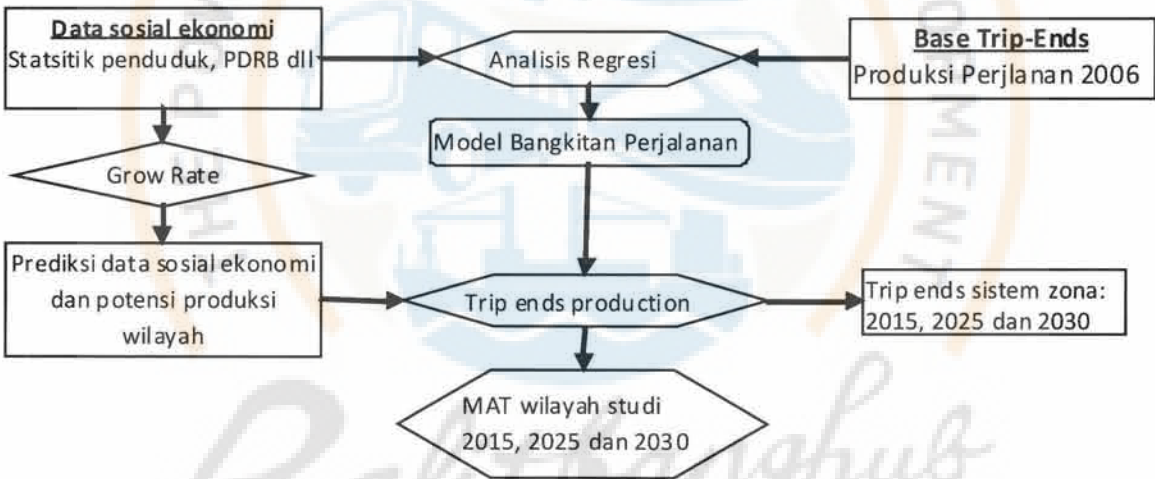 Data sosial ekonomi
Statsitik penduduk, PDRB dll
Analisis Regresi
Base Trip-Ends
Produksi Perjlanan 2006
Model Bangkitan Perjalanan
Grow Rate
Prediksi data sosial ekonomi
dan potensi produksi
wilayah
Trip ends production
Trip ends sistem zona:
2015, 2025 dan 2030
MAT wilayah studi
2015, 2025 dan 2030